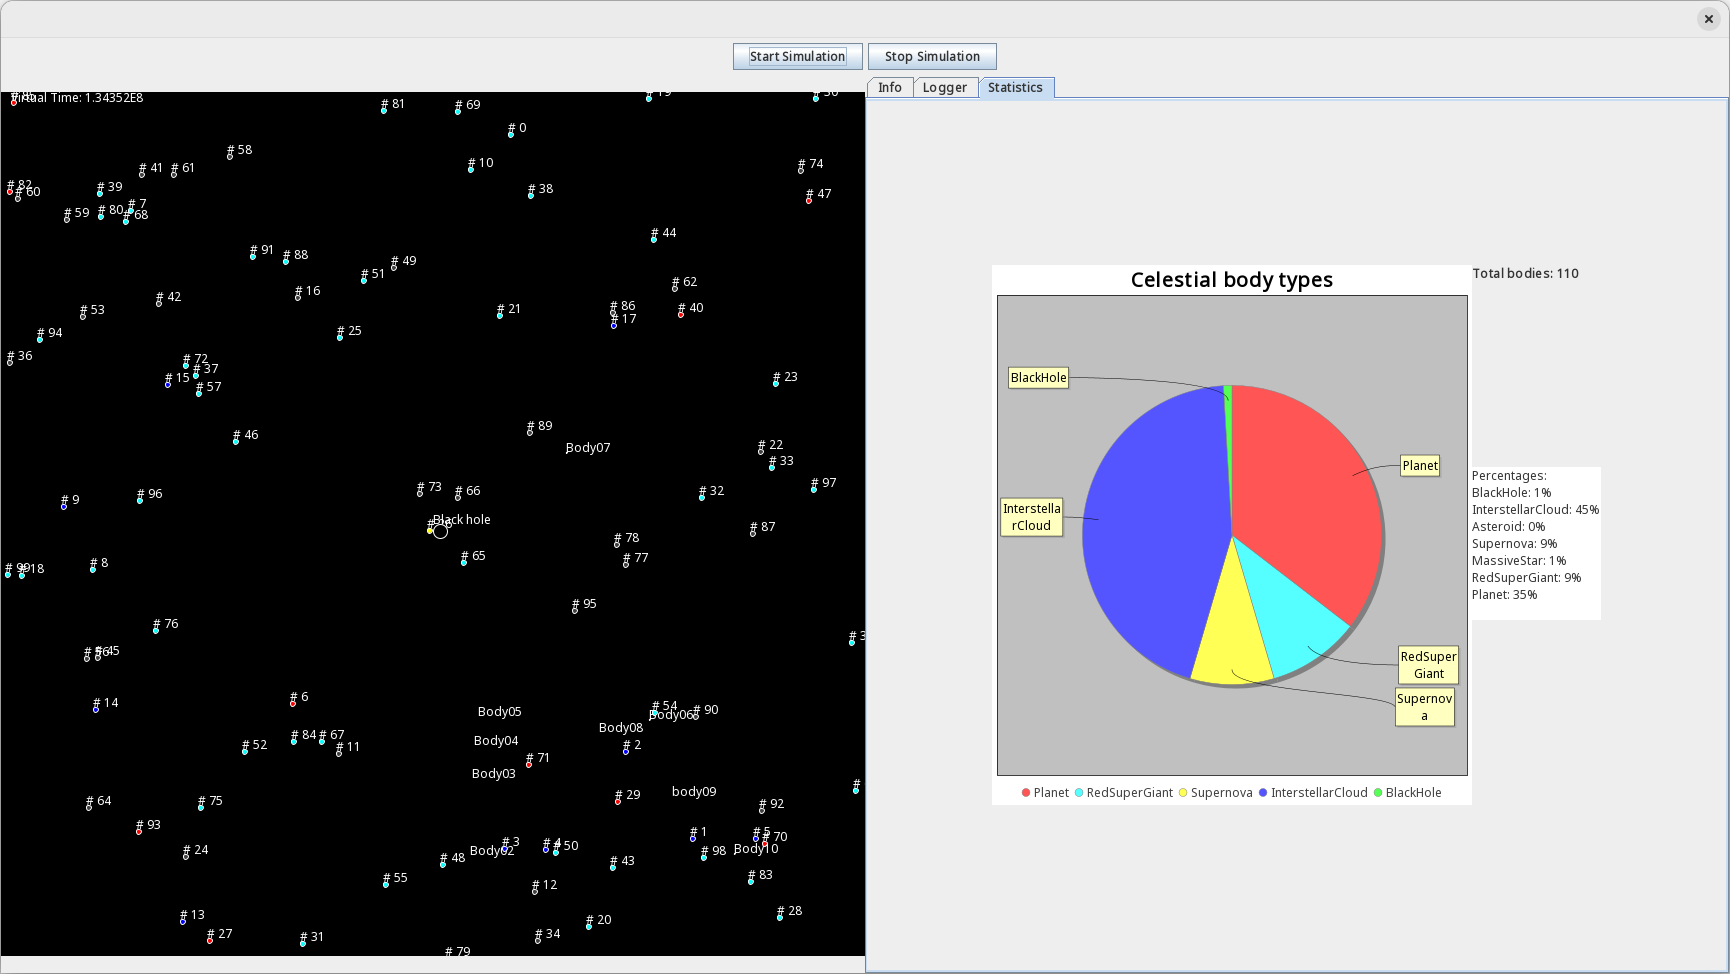 Start Simulation
Stop Simulation
Info
Logger
Statistics
Virtual Time: 1.34352E8
# 81
# 69
# 0
# 58
# 10
# 74
# 41
# 61
# 82
# 60
# 39
# 38
# 47
# 7
# 59
# 80
# 68
# 44
# 91
# 88
# 49
# 51
# 62
# 16
# 42
# 53
# 21
# 86
# 40
# 17
# 94
# 25
# 36
# 72
# 37
# 15
# 57
# 23
# 46
# 89
Body07
# 22
# 33
# 73
# 66
# 97
# 32
# 9
# 96
Black hole
# 87
# 78
# 65
# 77
# 8
# 99
# 18
# 95
# 76
# 45
# 6
# 14
Body05
# 54
Body06
# 90
Body08
# 84
# 67
# 52
# 11
Body04
# 2
# 71
Body03
body09
# 29
# 64
# 75
# 92
# 93
# 1
# 5
# 70
# 3
Body02
# 4
# 50
Body10
# 24
# 48
# 98
# 43
# 55
# 83
# 12
# 13
# 28
# 20
# 27
# 31
# 34
# 79
Celestial body types
BlackHole
Planet
Interstella
rCloud
RedSuper
Giant
Supernov
a
Planet
RedSuperGiant
Supernova
InterstellarCloud
BlackHole
Total bodies: 110
Percentages:
BlackHole: 1%
InterstellarCloud: 45%
Asteroid: 0%
Supernova: 9%
MassiveStar: 1%
RedSuperGiant: 9%
Planet: 35%